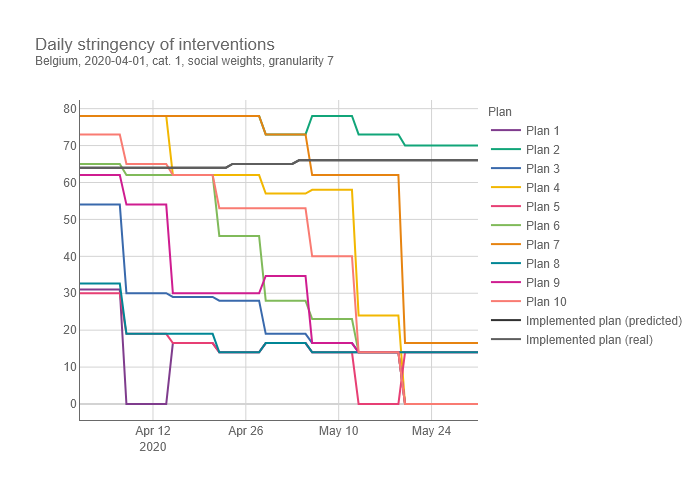 Daily stringency of interventions
Belgium, 2020-04-01, cat. 1, social weights, granularity 7
80
70
60
50
40
30
20
10
0
Apr 12
2020
Apr 26
May 10
May 24
Plan
Plan 1
Plan 2
Plan 3
Plan 4
Plan 5
Plan 6
Plan 7
Plan 8
Plan 9
Plan 10
Implemented plan (predicted)
Implemented plan (real)